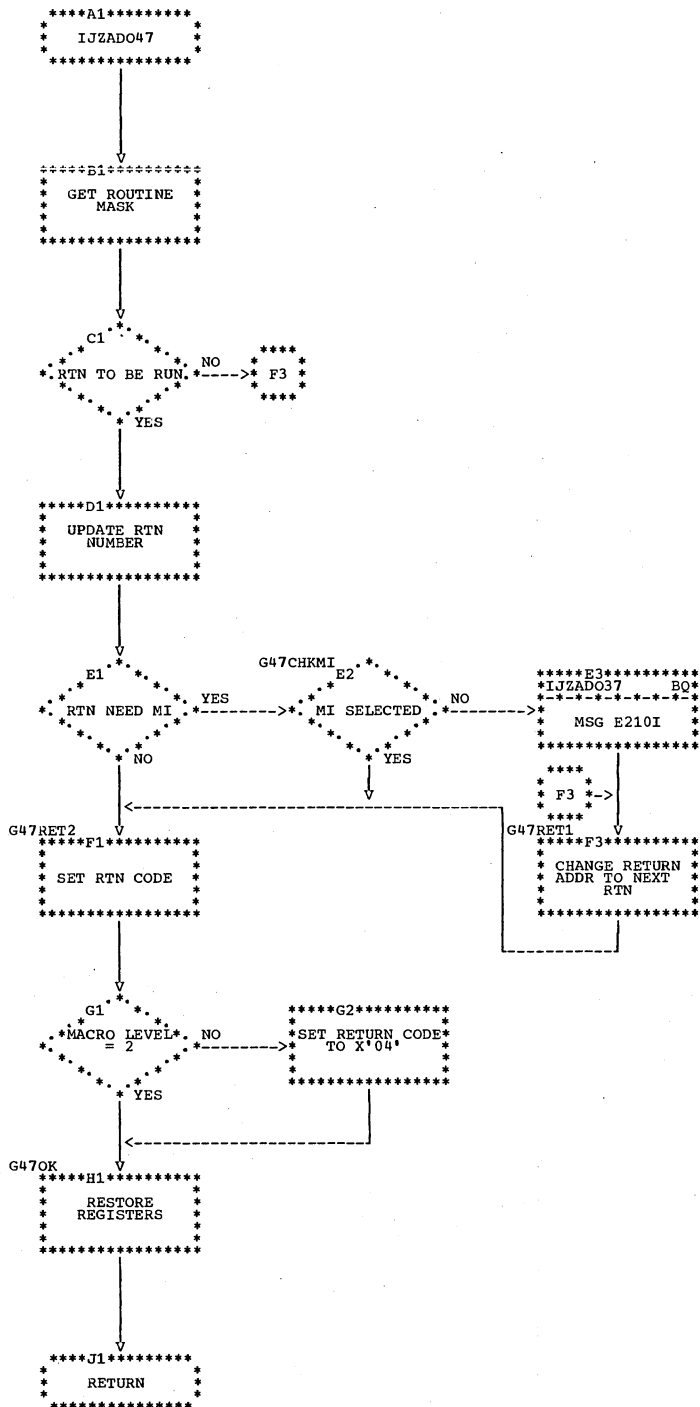 A1
IJZADO47
B1
GET ROUTINE
MASK
C1
RTN TO BE RUN
NO
F3
YES
D1
UPDATE RTN
NUMBER
E1
RTN NEED MI
YES
NO
G47CHKMI
E2
MI SELECTED
NO
YES
E3
IJZADO37 BQ
MSG E210I
F3
G47RET2
F1
SET RTN CODE
G47RET1
F3
CHANGE RETURN
ADDR TO NEXT
RTN
G1
MACRO LEVEL
= 2
NO
YES
G2
SET RETURN CODE
TO X'04'
G47OK
H1
RESTORE
REGISTERS
J1
RETURN